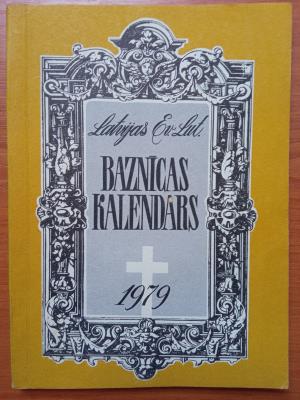 Latvijas Ev. Lut.
BAZNĪCAS
KALENDĀRS
1979